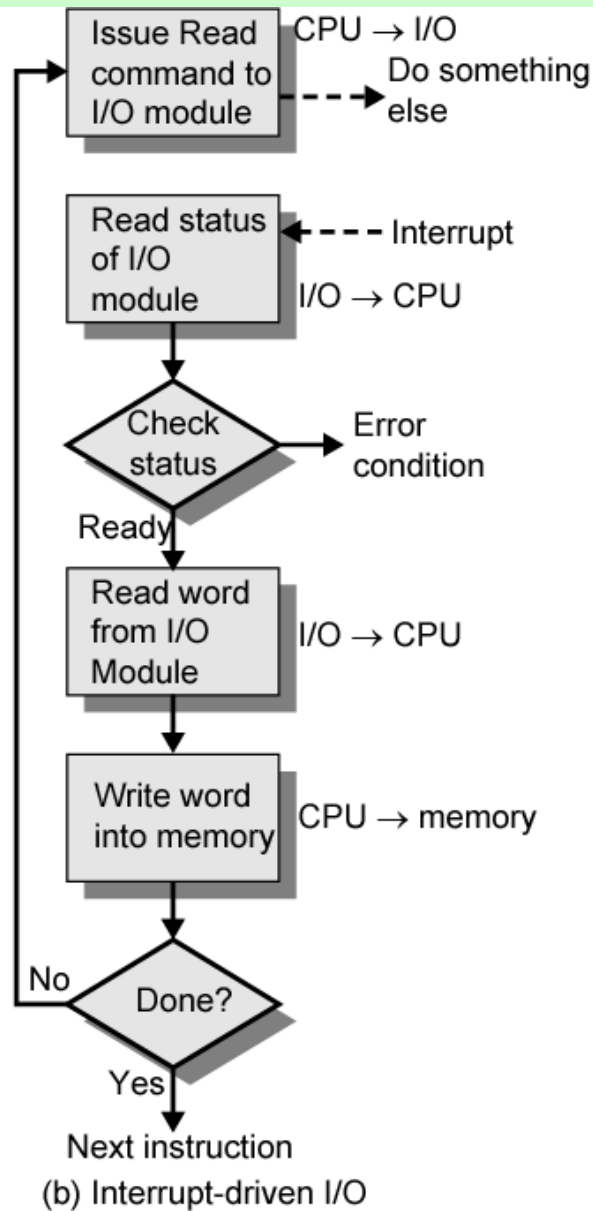 Issue Read
command to
I/O module
CPU → I/O
Do something
else
Read status
of I/O
module
Interrupt
I/O → CPU
Check
status
Error
condition
Ready
Read word
from I/O
Module
I/O → CPU
Write word
into memory
CPU → memory
No
Done?
Yes
Next instruction
(b) Interrupt-driven I/O